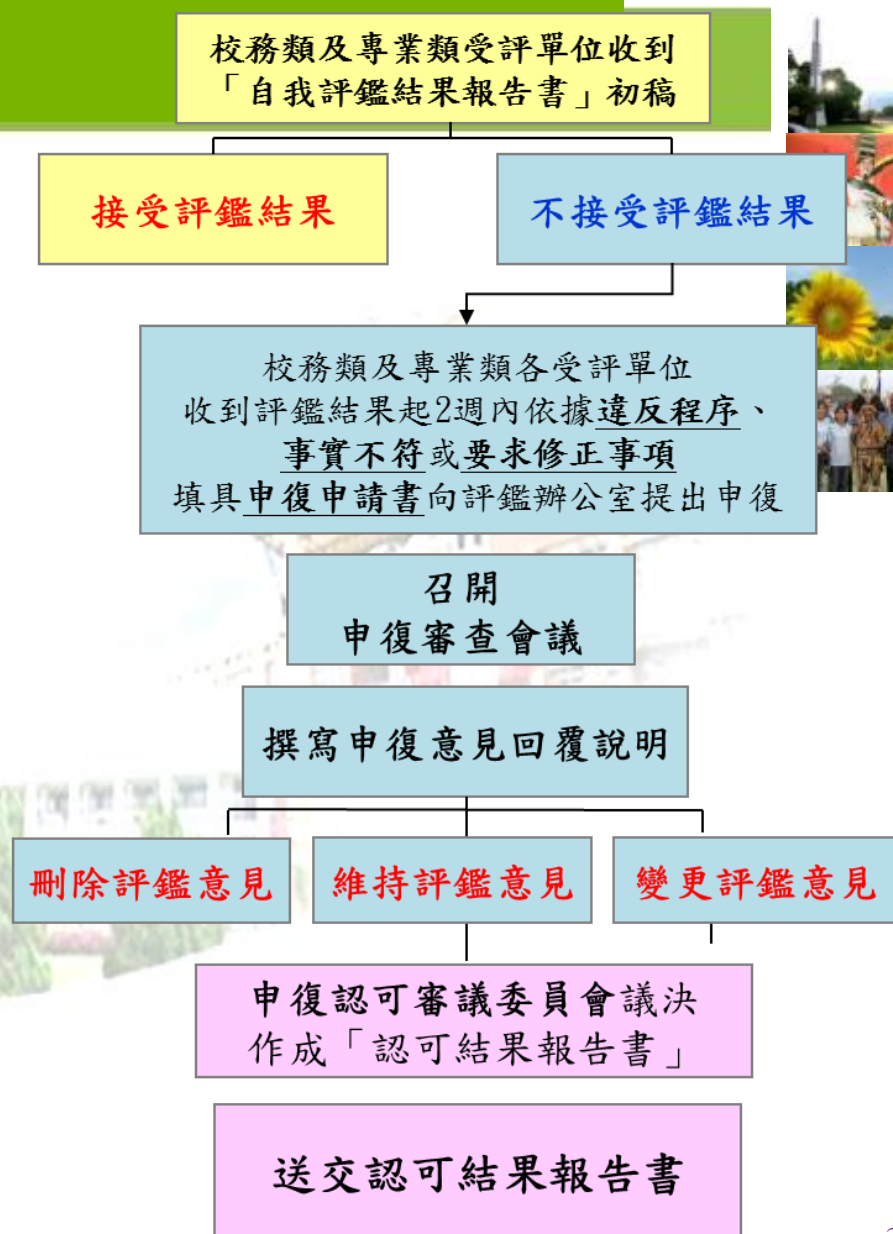 校務類及專業類受評單位收到
「自我評鑑結果報告書」初稿
接受評鑑結果
不接受評鑑結果
校務類及專業類各受評單位
收到評鑑結果起2週內依據違反程序、
事實不符或要求修正事項
填具申復申請書向評鑑辦公室提出申復
召開
申復審查會議
撰寫申復意見回覆說明
刪除評鑑意見
維持評鑑意見
變更評鑑意見
申復認可審議委員會議決
作成「認可結果報告書」
送交認可結果報告書